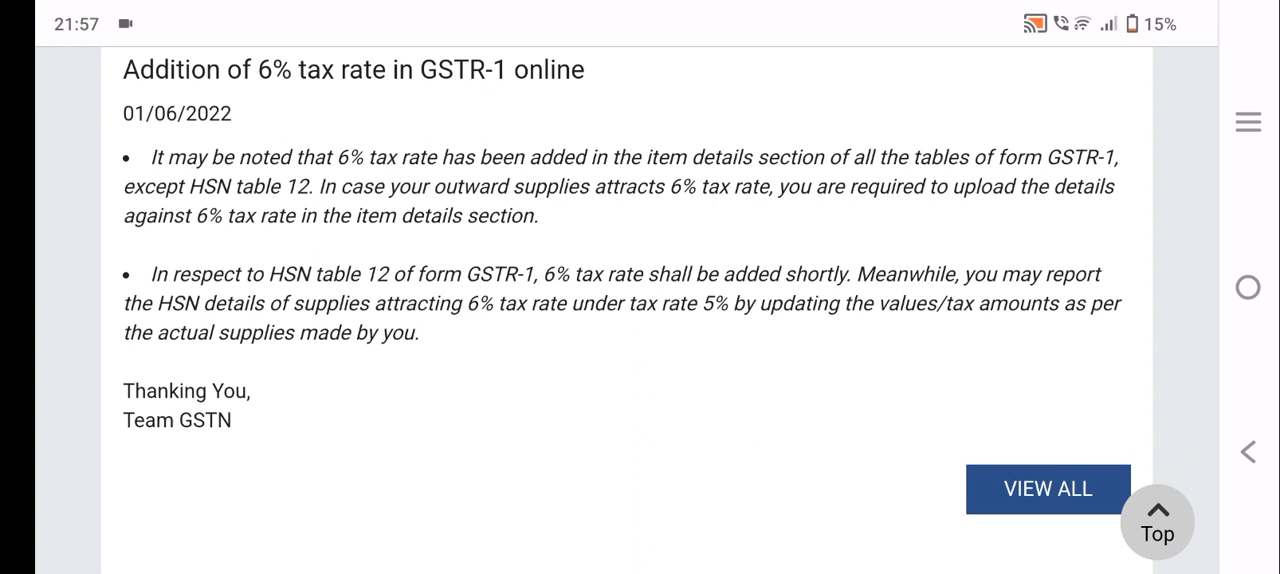 21:57
15%
Addition of 6% tax rate in GSTR-1 online
01/06/2022
• It may be noted that 6% tax rate has been added in the item details section of all the tables of form GSTR-1,
except HSN table 12. In case your outward supplies attracts 6% tax rate, you are required to upload the details
against 6% tax rate in the item details section.
• In respect to HSN table 12 of form GSTR-1, 6% tax rate shall be added shortly. Meanwhile, you may report
the HSN details of supplies attracting 6% tax rate under tax rate 5% by updating the values/tax amounts as per
the actual supplies made by you.
Thanking You,
Team GSTN
VIEW ALL
Top